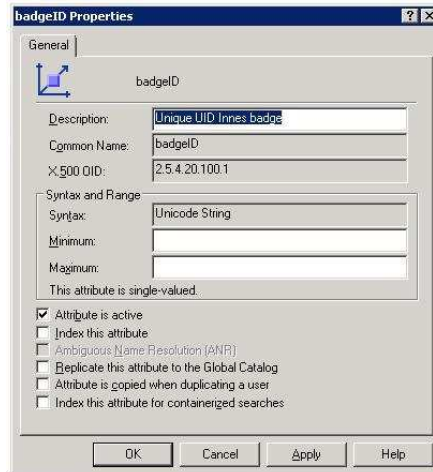 badgeID Properties
General
badgeID
Description: Unique UID Innes badge
Common Name: badgeID
X.500 OID: 2.5.4.20.100.1
Syntax and Range
Syntax: Unicode String
Minimum:
Maximum:
This attribute is single-valued.
Attribute is active
Index this attribute
Ambiguous Name Resolution (ANR)
Replicate this attribute to the Global Catalog
Attribute is copied when duplicating a user
Index this attribute for containerized searches
OK Cancel Apply Help